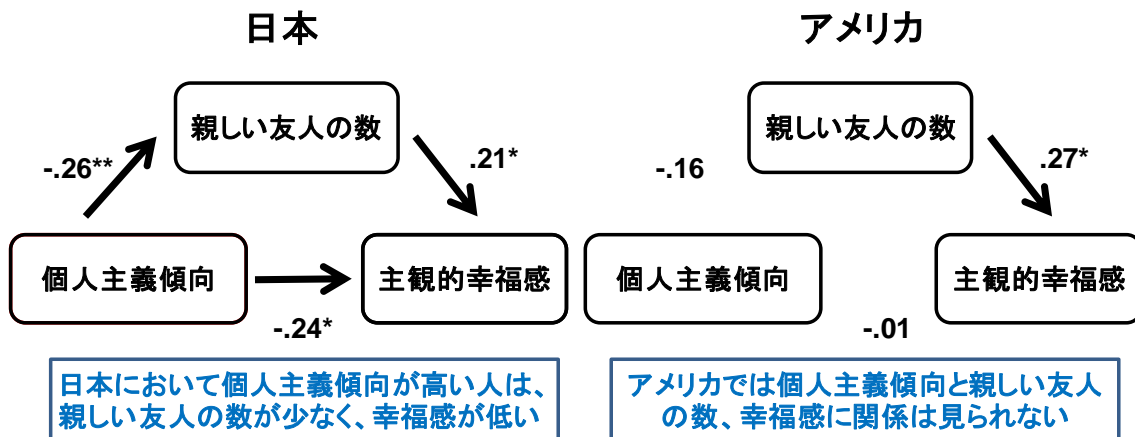 日本
親しい友人の数
-.26**
.21*
個人主義傾向
主観的幸福感
-.24*
日本において個人主義傾向が高い人は、
親しい友人の数が少なく、幸福感が低い
アメリカ
親しい友人の数
-.16
.27*
個人主義傾向
主観的幸福感
-.01
アメリカでは個人主義傾向と親しい友人
の数、幸福感に関係は見られない